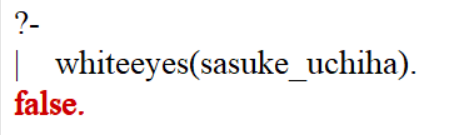 ?-
| whiteeyes(sasuke_uchiha).
false.